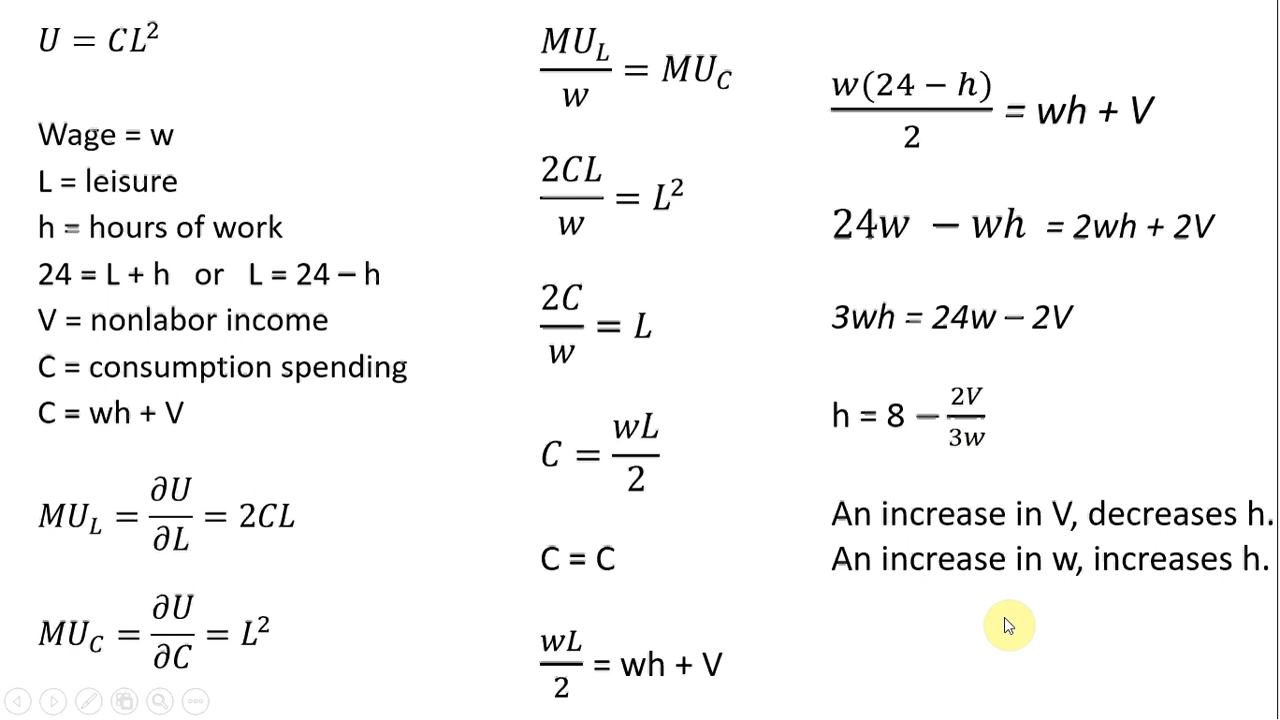 U = CL²
Wage = w
L = leisure
h = hours of work
24 = L + h or L = 24 – h
V = nonlabor income
C = consumption spending
C = wh + V
MU_L = ∂U/∂L = 2CL
MU_C = ∂U/∂C = L²
MU_L/w = MU_C
2CL/w = L²
2C/w = L
C = wL/2
C = C
wL/2 = wh + V
w(24 − h)/2 = wh + V
24w − wh = 2wh + 2V
3wh = 24w – 2V
h = 8 − 2V/3w
An increase in V, decreases h.
An increase in w, increases h.